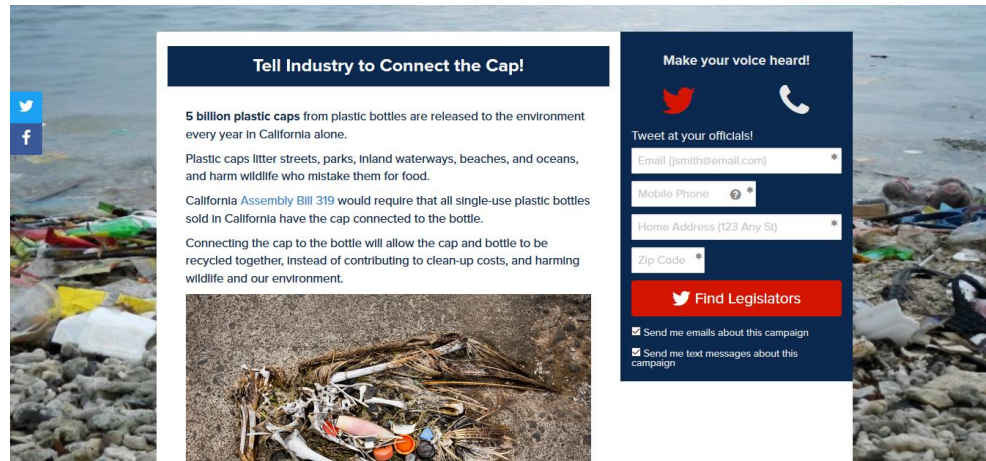 Tell Industry to Connect the Cap!
5 billion plastic caps from plastic bottles are released to the environment
every year in California alone.
Plastic caps litter streets, parks, inland waterways, beaches, and oceans,
and harm wildlife who mistake them for food.
California Assembly Bill 319 would require that all single-use plastic bottles
sold in California have the cap connected to the bottle.
Connecting the cap to the bottle will allow the cap and bottle to be
recycled together, instead of contributing to clean-up costs, and harming
wildlife and our environment.
Make your voice heard!
Tweet at your officials!
Email (jsmith@email.com) *
Mobile Phone ? *
Home Address (123 Any St) *
Zip Code *
Find Legislators
Send me emails about this campaign
Send me text messages about this
campaign